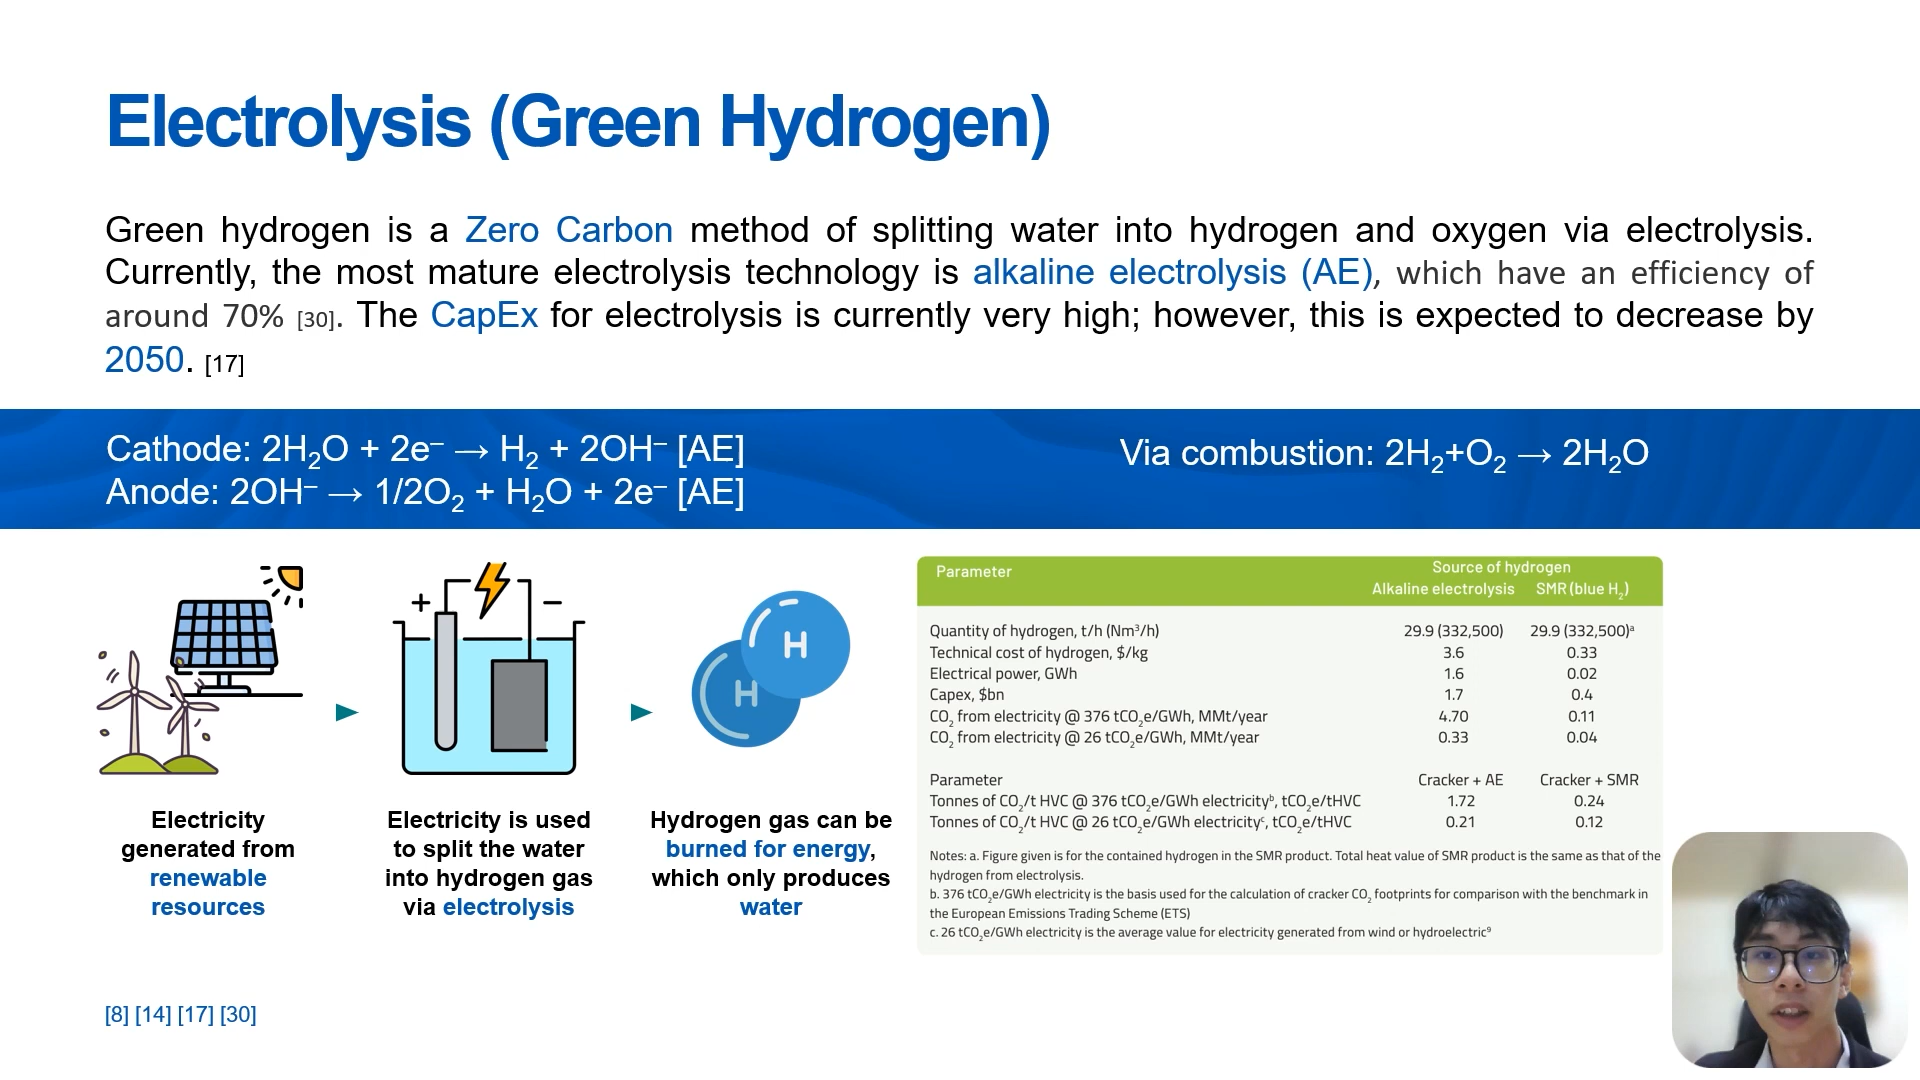 Electrolysis (Green Hydrogen)
Green hydrogen is a Zero Carbon method of splitting water into hydrogen and oxygen via electrolysis.
Currently, the most mature electrolysis technology is alkaline electrolysis (AE), which have an efficiency of
around 70% [30]. The CapEx for electrolysis is currently very high; however, this is expected to decrease by
2050. [17]
Cathode: 2H₂O + 2e⁻ → H₂ + 2OH⁻ [AE]
Anode: 2OH⁻ → 1/2O₂ + H₂O + 2e⁻ [AE]
Via combustion: 2H₂+O₂ → 2H₂O
+ −
H
H
Electricity
generated from
renewable
resources
Electricity is used
to split the water
into hydrogen gas
via electrolysis
Hydrogen gas can be
burned for energy,
which only produces
water
Parameter Source of hydrogen
Alkaline electrolysis SMR (blue H₂)
Quantity of hydrogen, t/h (Nm³/h) 29.9 (332,500) 29.9 (332,500)ᵃ
Technical cost of hydrogen, $/kg 3.6 0.33
Electrical power, GWh 1.6 0.02
Capex, $bn 1.7 0.4
CO₂ from electricity @ 376 tCO₂e/GWh, MMt/year 4.70 0.11
CO₂ from electricity @ 26 tCO₂e/GWh, MMt/year 0.33 0.04
Parameter Cracker + AE Cracker + SMR
Tonnes of CO₂/t HVC @ 376 tCO₂e/GWh electricityᵇ, tCO₂e/tHVC 1.72 0.24
Tonnes of CO₂/t HVC @ 26 tCO₂e/GWh electricityᶜ, tCO₂e/tHVC 0.21 0.12
Notes: a. Figure given is for the contained hydrogen in the SMR product. Total heat value of SMR product is the same as that of the
hydrogen from electrolysis.
b. 376 tCO₂e/GWh electricity is the basis used for the calculation of cracker CO₂ footprints for comparison with the benchmark in
the European Emissions Trading Scheme (ETS)
c. 26 tCO₂e/GWh electricity is the average value for electricity generated from wind or hydroelectric⁹
[8] [14] [17] [30]